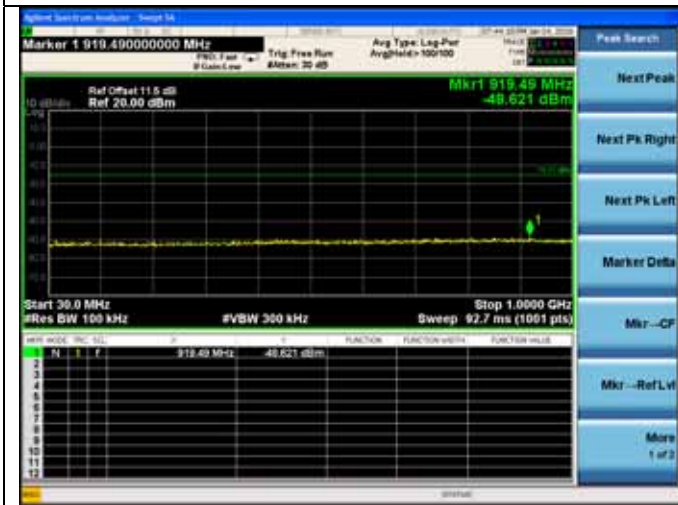 Agilent Spectrum Analyzer - Swept SA
Marker 1 919.490000000 MHz
PNO: Fast
IFGain:Low
Trig: Free Run
#Atten: 30 dB
Avg Type: Log-Pwr
Avg|Hold>100/100
TRACE
TYPE
DET
Peak Search
Next Peak
Next Pk Right
Next Pk Left
Marker Delta
Mkr→CF
Mkr→RefLvl
More
1 of 2
Ref Offset 11.5 dB
Ref 20.00 dBm
Mkr1 919.49 MHz
-48.621 dBm
10 dB/div
Log
1
Start 30.0 MHz
Stop 1.0000 GHz
#Res BW 100 kHz
#VBW 300 kHz
Sweep 92.7 ms (1001 pts)
MKR MODE TRC SCL X Y FUNCTION FUNCTION WIDTH FUNCTION VALUE
1 N 1 f 919.49 MHz -48.621 dBm
2
3
4
5
6
7
8
9
10
11
12
MSG
STATUS